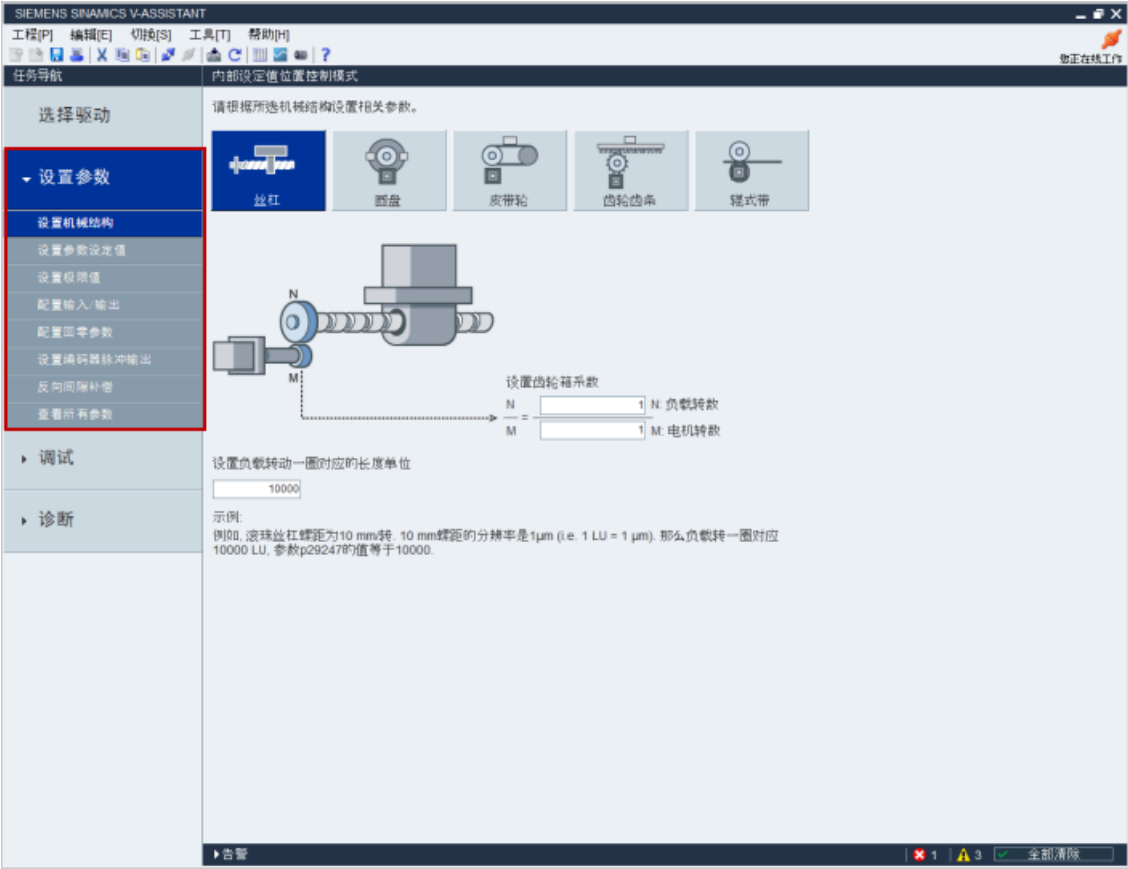 SIEMENS SINAMICS V-ASSISTANT
工程[P] 编辑[E] 切换[S] 工具[T] 帮助[H]
您正在线工作
任务导航
内部设定值位置控制模式
选择驱动
设置参数
设置机械结构
设置参数设定值
设置极限值
配置输入/输出
配置回零参数
设置编码器脉冲输出
反向间隙补偿
查看所有参数
调试
诊断
请根据所选机械结构设置相关参数。
丝杠 圆盘 皮带轮 齿轮齿条 辊式带
N
M
设置齿轮箱系数
N = 1 N: 负载转数
M 1 M: 电机转数
设置负载转动一圈对应的长度单位
10000
示例:
例如, 滚珠丝杠螺距为10 mm/转. 10 mm螺距的分辨率是1μm (i.e. 1 LU = 1 μm). 那么负载转一圈对应
10000 LU, 参数p29247的值等于10000.
告警
1 3 全部清除